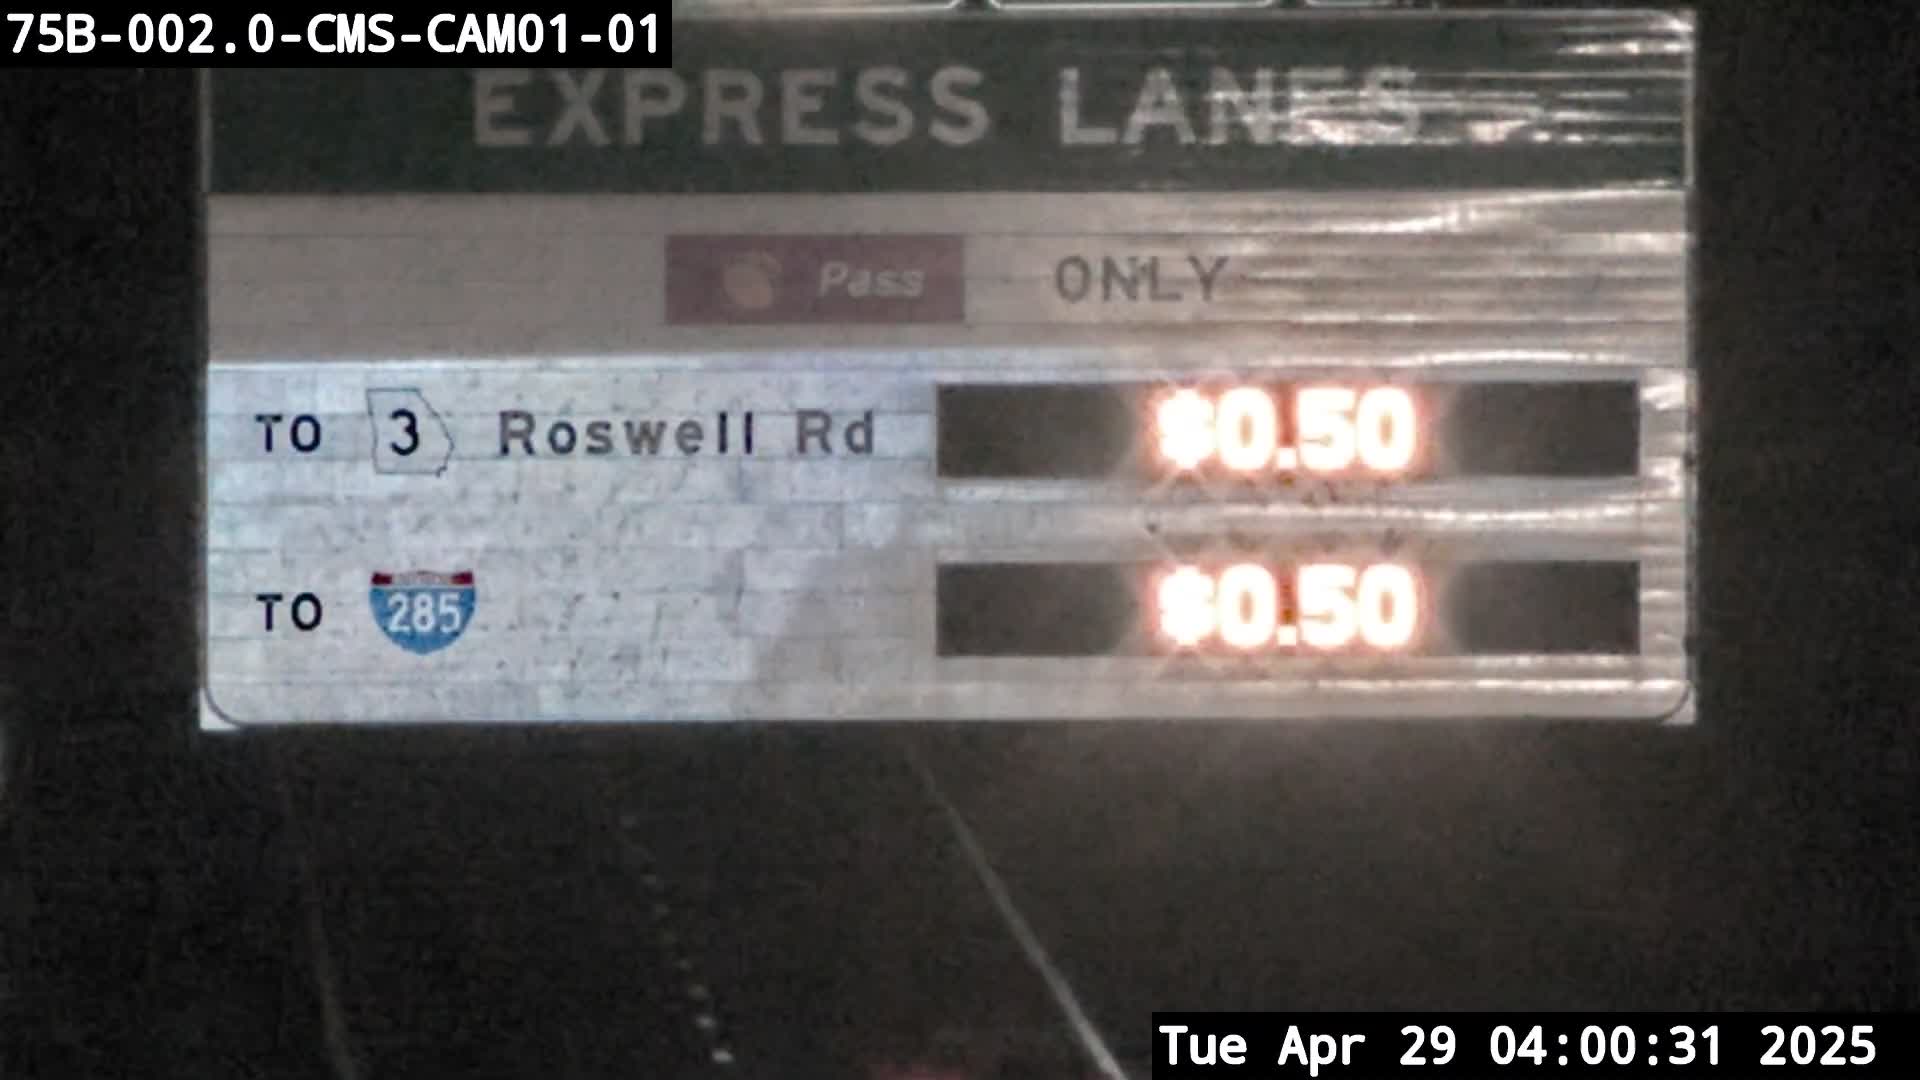 75B-002.0-CMS-CAM01-01
EXPRESS LANES
Pass ONLY
TO 3 Roswell Rd $0.50
TO 285 $0.50
Tue Apr 29 04:00:31 2025